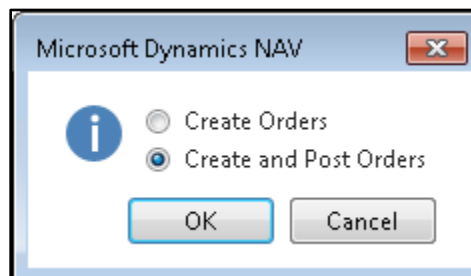 Microsoft Dynamics NAV
Create Orders
Create and Post Orders
OK Cancel